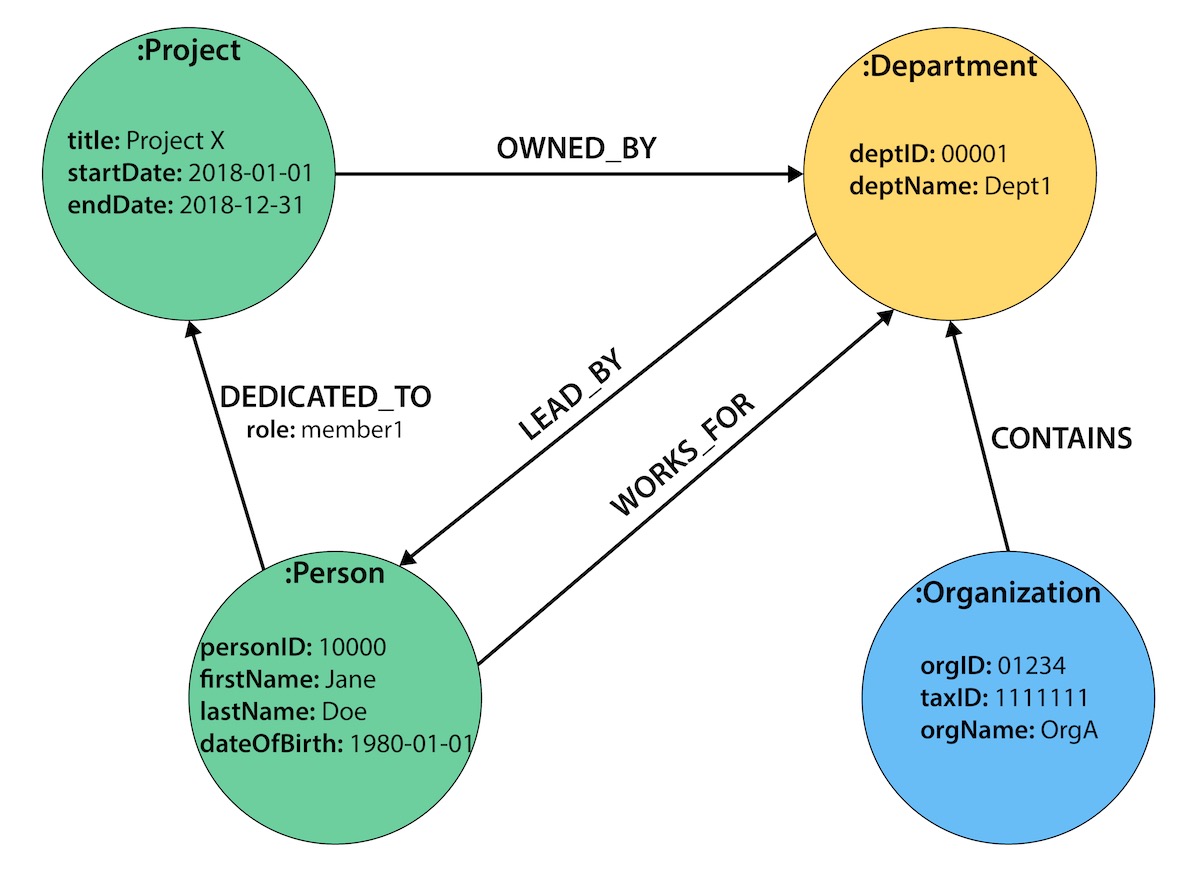 :Project
title: Project X
startDate: 2018-01-01
endDate: 2018-12-31
OWNED_BY
:Department
deptID: 00001
deptName: Dept1
DEDICATED_TO
role: member1
LEAD_BY
WORKS_FOR
CONTAINS
:Person
personID: 10000
firstName: Jane
lastName: Doe
dateOfBirth: 1980-01-01
:Organization
orgID: 01234
taxID: 1111111
orgName: OrgA